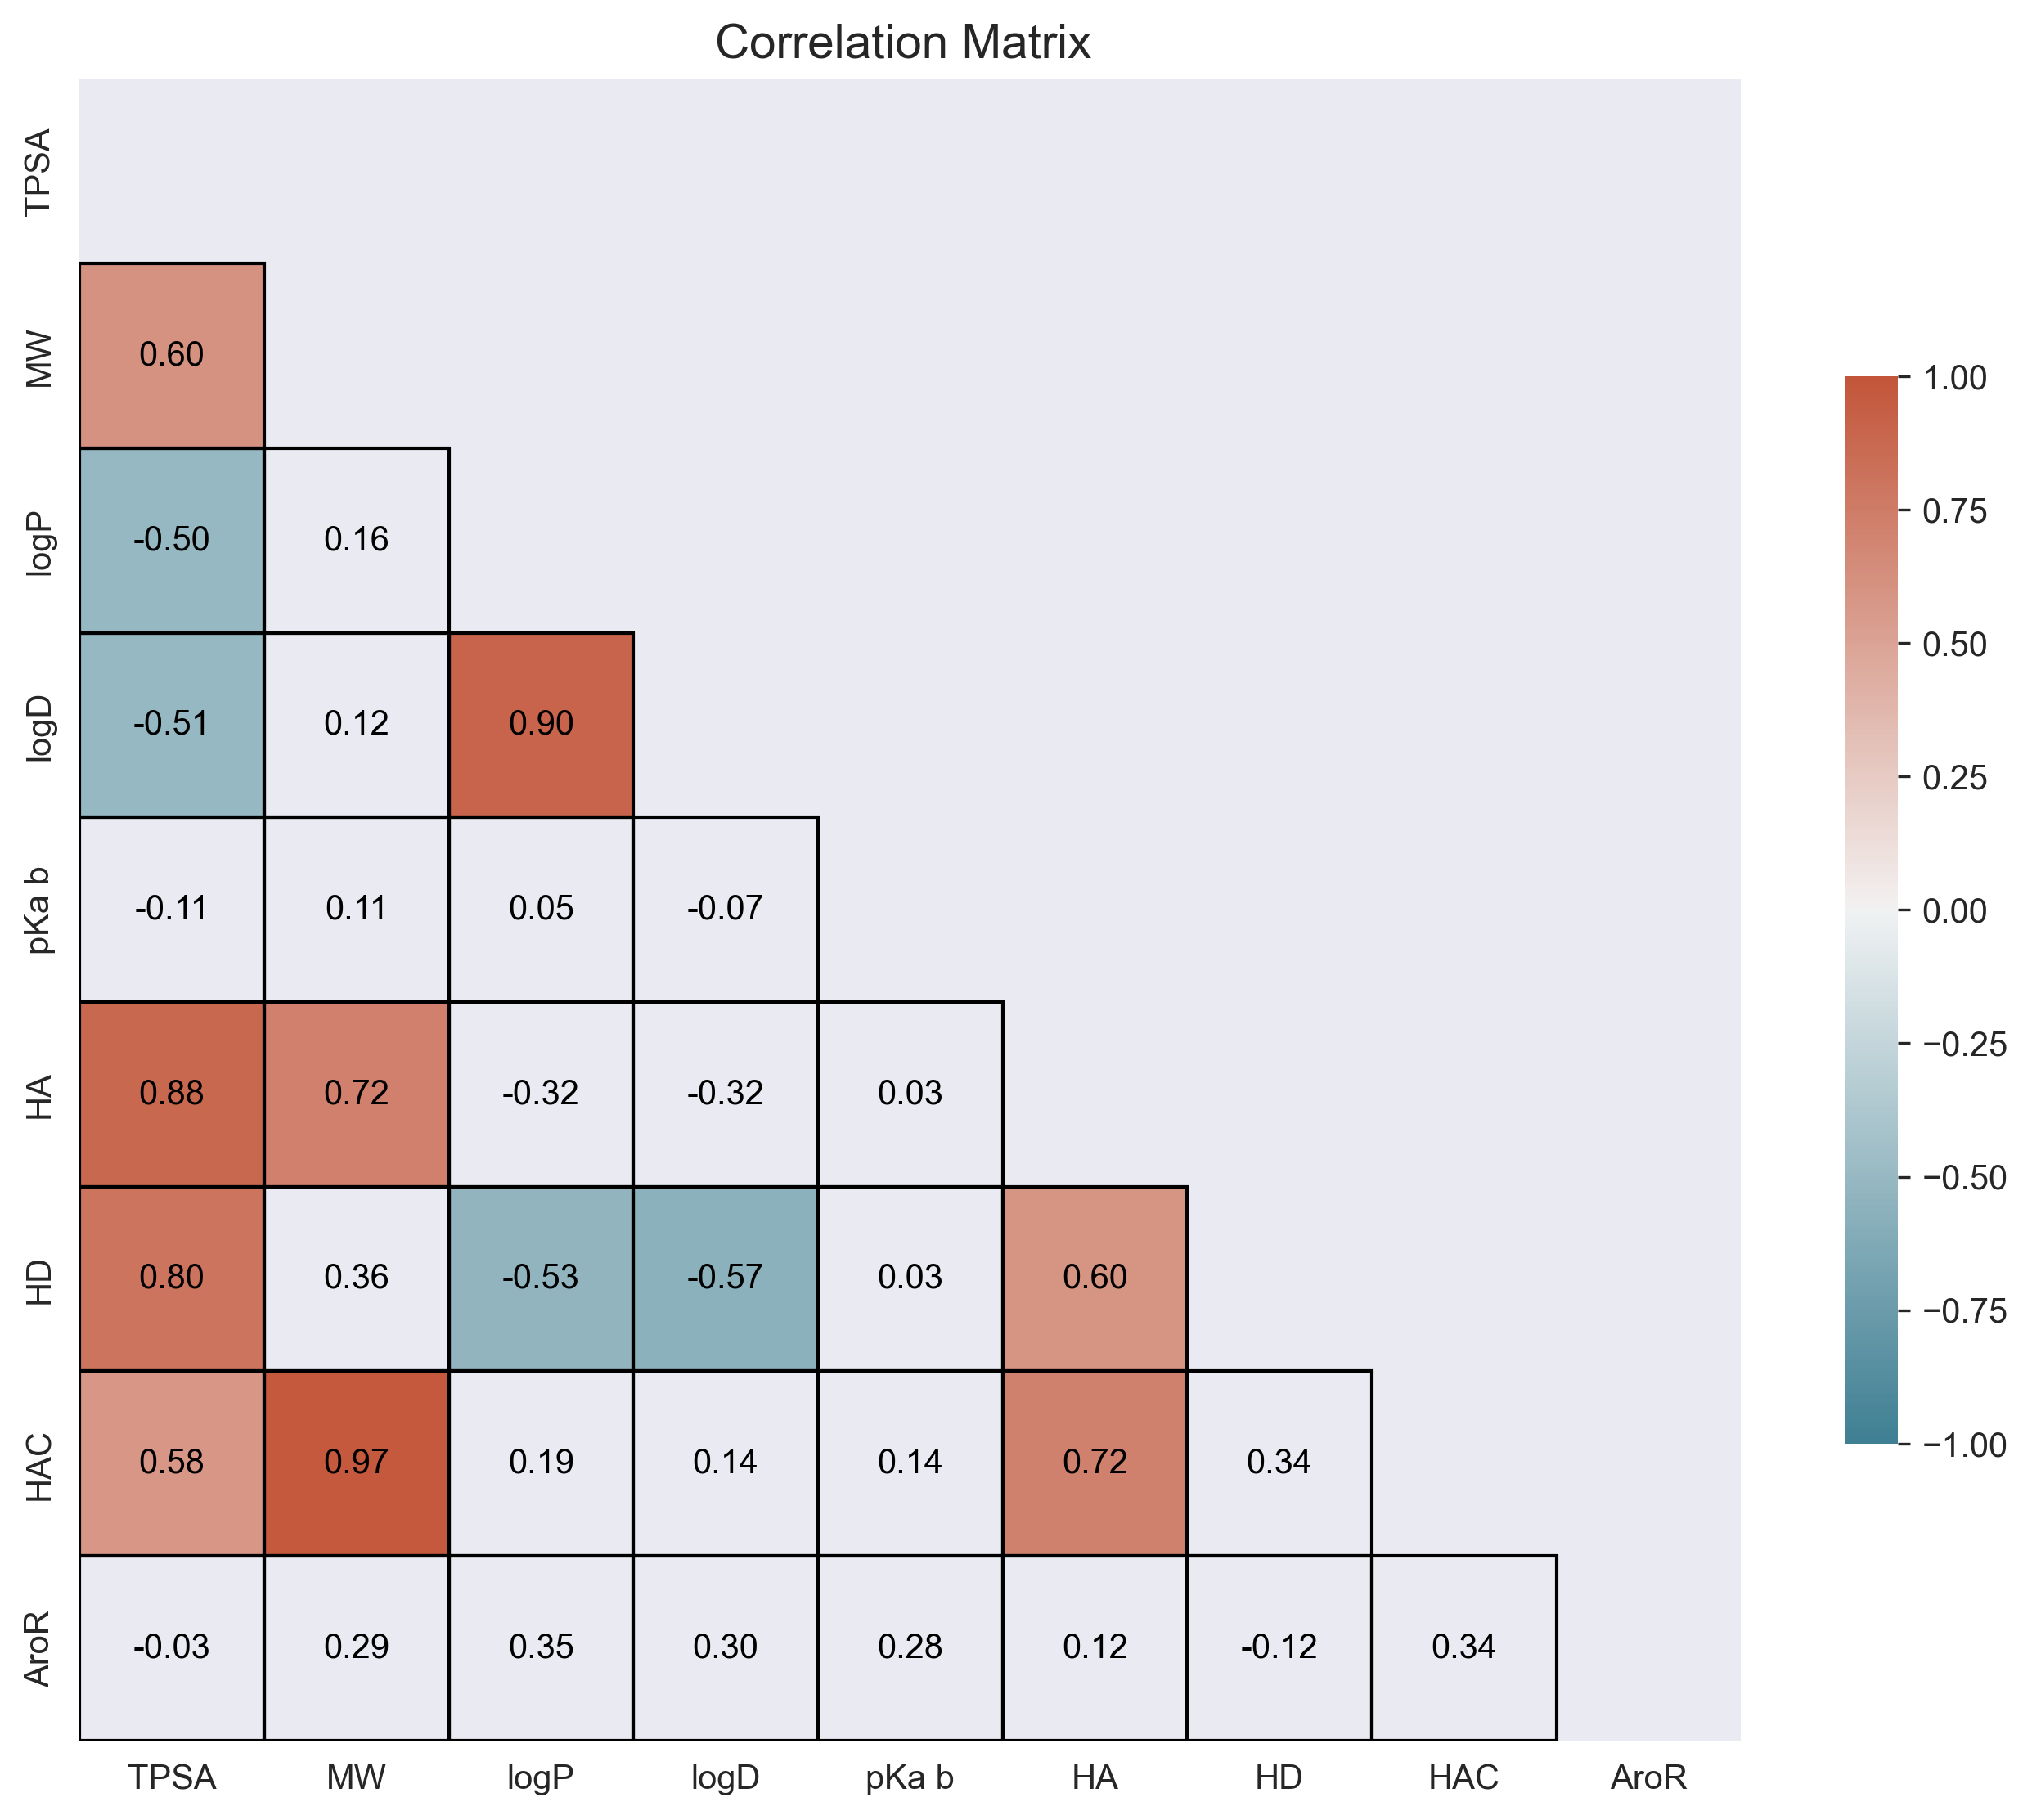 Correlation Matrix
TPSA
MW 0.60
logP -0.50 0.16
logD -0.51 0.12 0.90
pKa b -0.11 0.11 0.05 -0.07
HA 0.88 0.72 -0.32 -0.32 0.03
HD 0.80 0.36 -0.53 -0.57 0.03 0.60
HAC 0.58 0.97 0.19 0.14 0.14 0.72 0.34
AroR -0.03 0.29 0.35 0.30 0.28 0.12 -0.12 0.34
TPSA MW logP logD pKa b HA HD HAC AroR
1.00
0.75
0.50
0.25
0.00
−0.25
−0.50
−0.75
−1.00